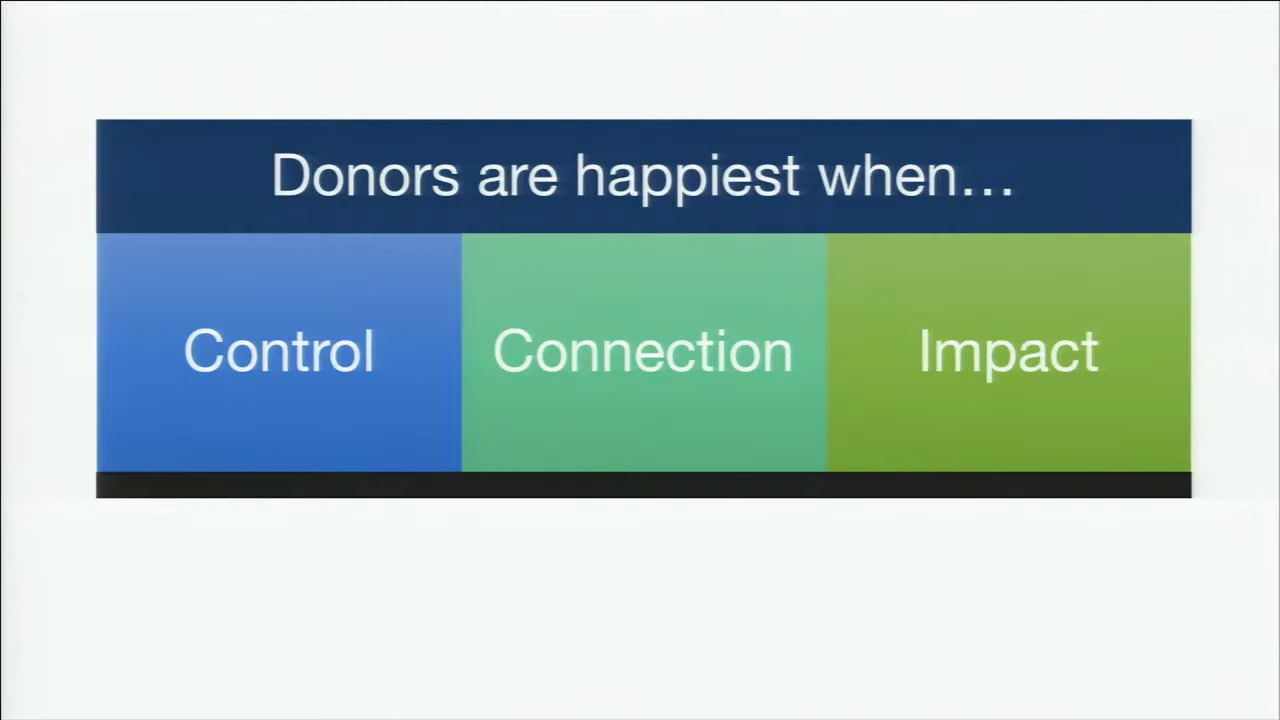 Donors are happiest when…
Control
Connection
Impact